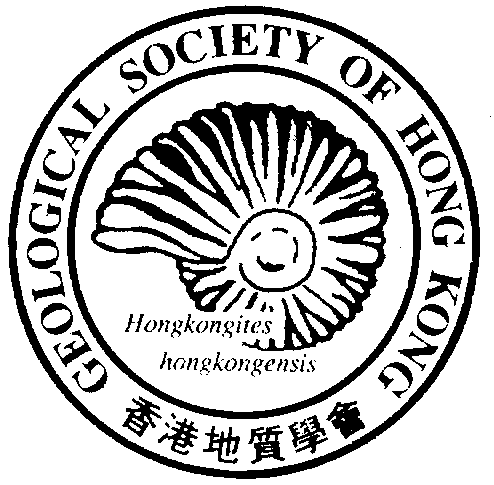 GEOLOGICAL SOCIETY OF HONG KONG
Hongkongites
hongkongensis
香港地質學會